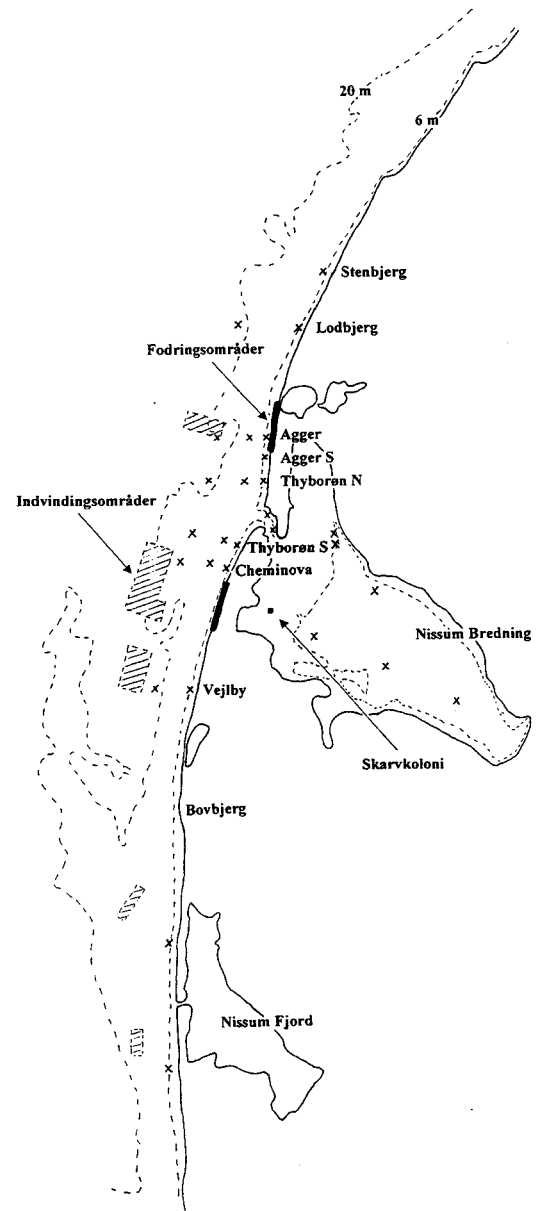 20 m
6 m
Stenbjerg
Lodbjerg
Fodringsområder
Agger
Agger S
Thyborøn N
Indvindingsområder
Thyborøn S
Cheminova
Nissum Bredning
Vejlby
Skarvkoloni
Bovbjerg
Nissum Fjord